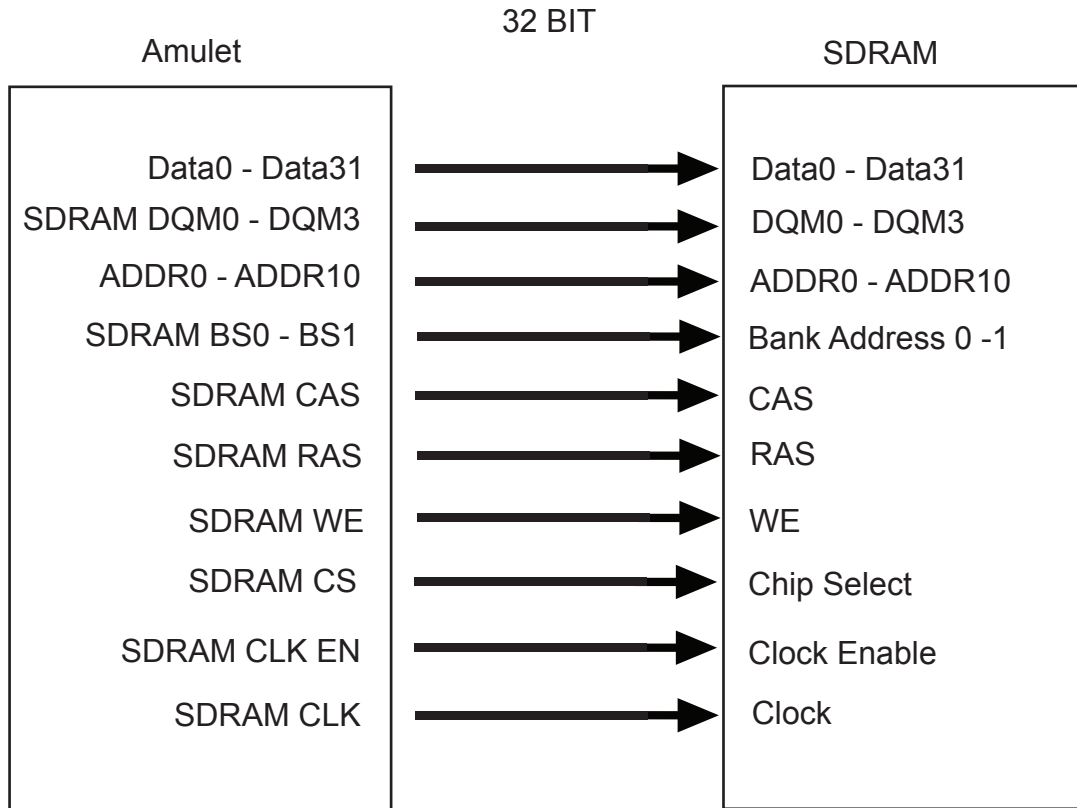 32 BIT
Amulet
SDRAM
Data0 - Data31
Data0 - Data31
SDRAM DQM0 - DQM3
DQM0 - DQM3
ADDR0 - ADDR10
ADDR0 - ADDR10
SDRAM BS0 - BS1
Bank Address 0 -1
SDRAM CAS
CAS
SDRAM RAS
RAS
SDRAM WE
WE
SDRAM CS
Chip Select
SDRAM CLK EN
Clock Enable
SDRAM CLK
Clock